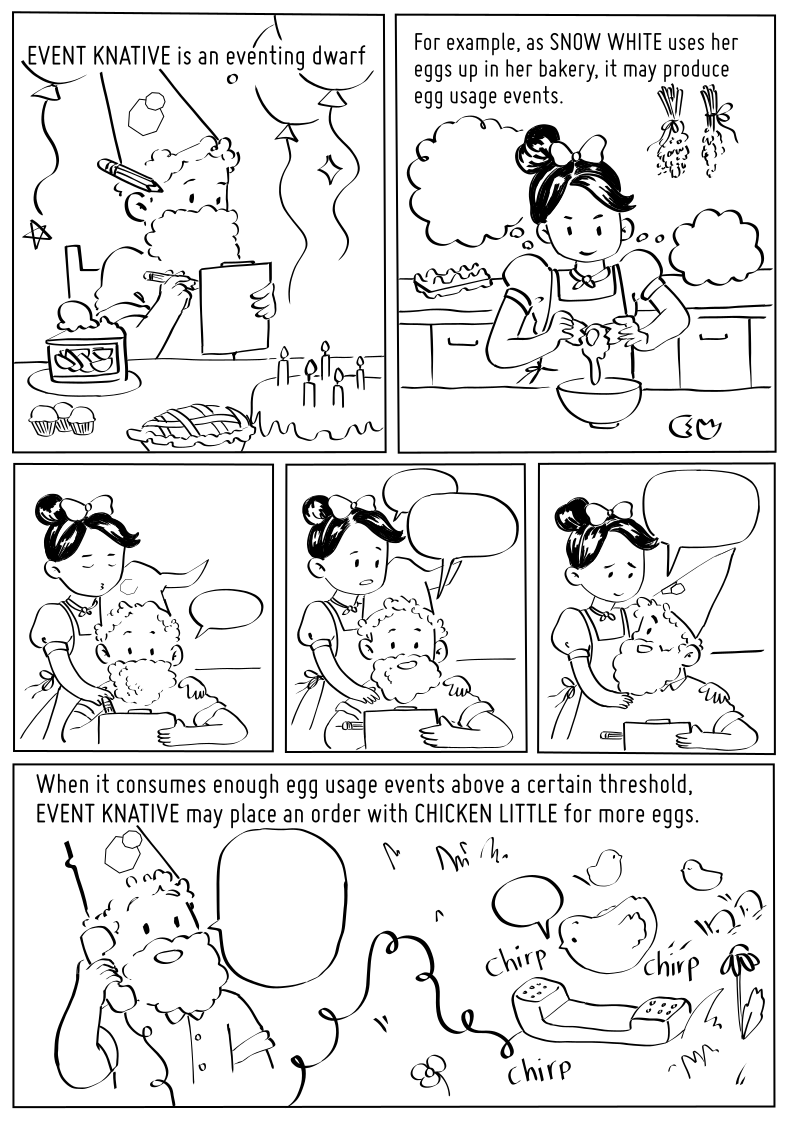 EVENT KNATIVE is an eventing dwarf
For example, as SNOW WHITE uses her
eggs up in her bakery, it may produce
egg usage events.
When it consumes enough egg usage events above a certain threshold,
EVENT KNATIVE may place an order with CHICKEN LITTLE for more eggs.
chirp
chirp
chirp